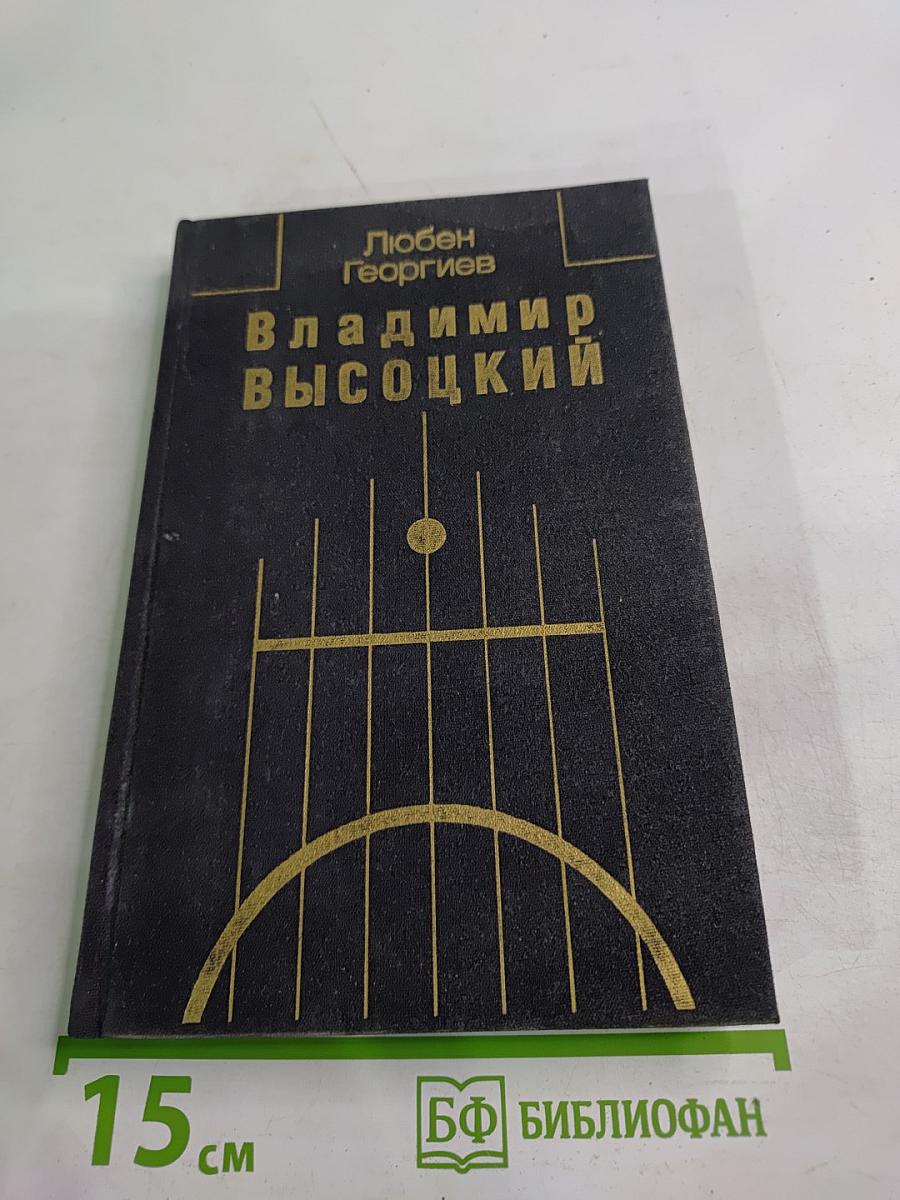 Любен
Георгиев
Владимир
ВЫСОЦКИЙ
15 см
БФ БИБЛИОФАН